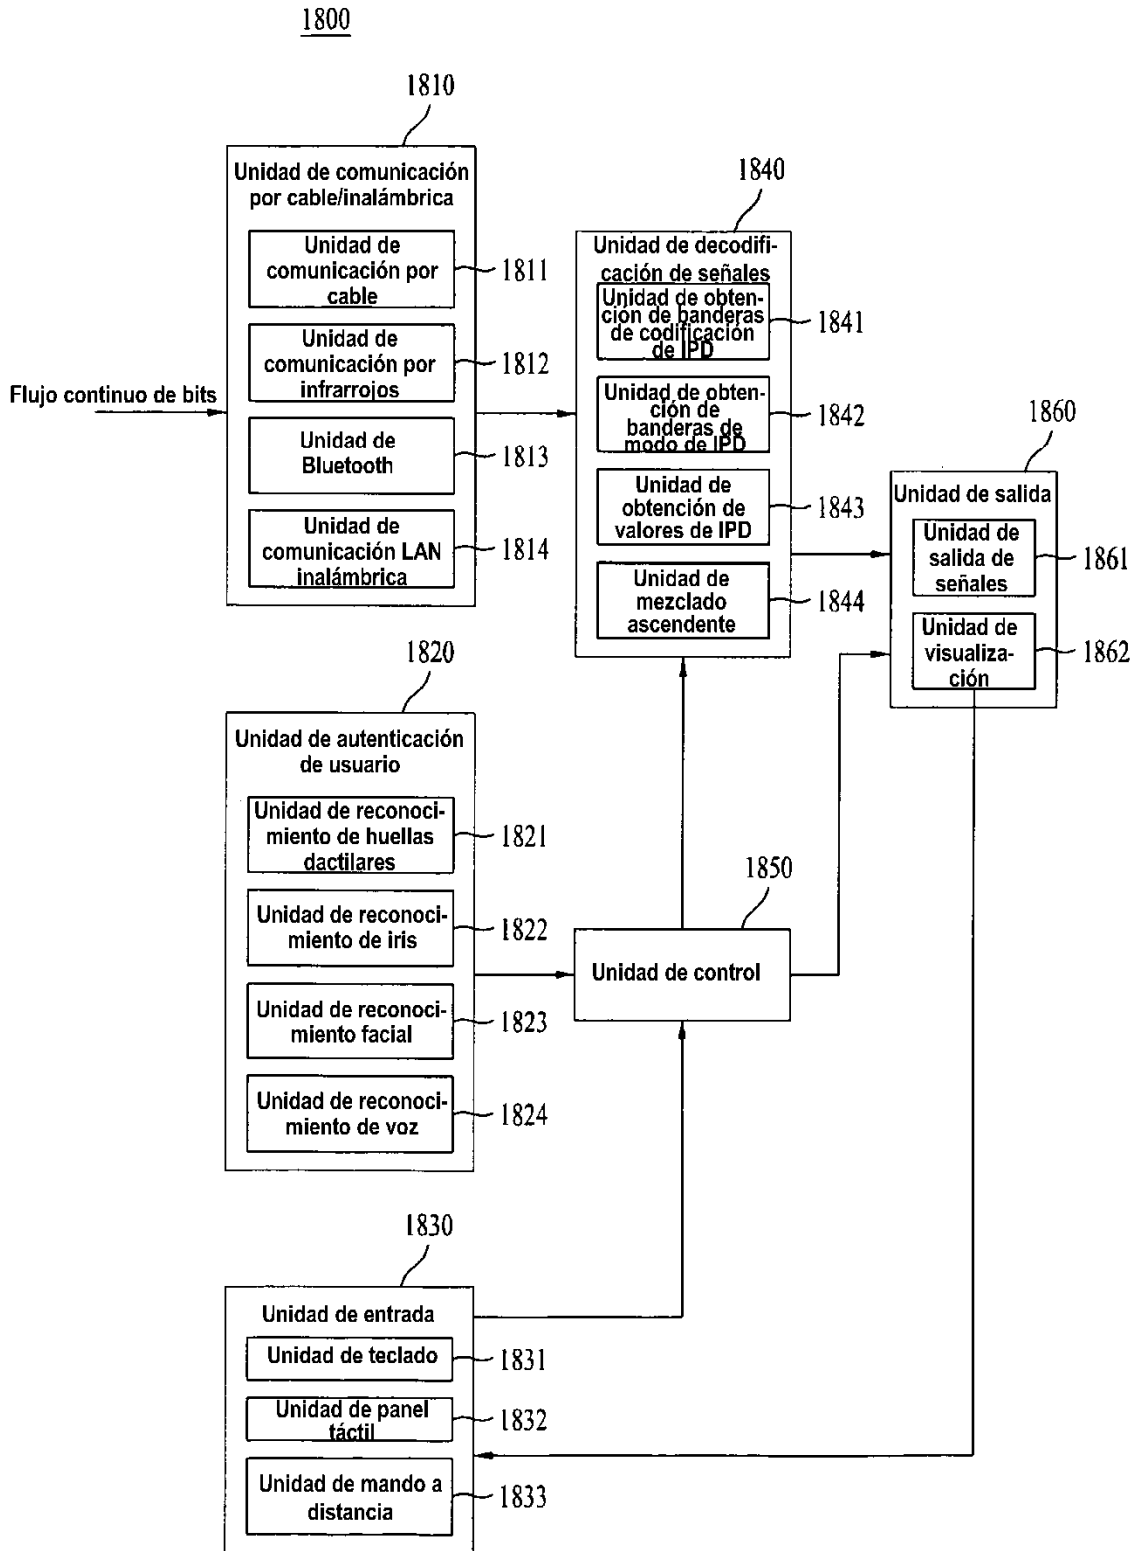 1800
1810
Unidad de comunicación
por cable/inalámbrica
Unidad de
comunicación por
cable
1811
Unidad de
comunicación por
infrarrojos
1812
Flujo continuo de bits
Unidad de
Bluetooth
1813
Unidad de
comunicación LAN
inalámbrica
1814
1840
Unidad de decodifi-
cación de señales
Unidad de obten-
ción de banderas
de codificación
de IPD
1841
Unidad de obten-
ción de
banderas de
modo de IPD
1842
Unidad de
obtención de
valores de IPD
1843
Unidad de
mezclado
ascendente
1844
1860
Unidad de salida
Unidad de
salida de
señales
1861
Unidad de
visualiza-
ción
1862
1820
Unidad de autenticación
de usuario
Unidad de reconoci-
miento de huellas
dactilares
1821
Unidad de reconoci-
miento de iris
1822
Unidad de reconoci-
miento facial
1823
Unidad de reconoci-
miento de voz
1824
1850
Unidad de control
1830
Unidad de entrada
Unidad de teclado
1831
Unidad de panel
táctil
1832
Unidad de mando a
distancia
1833